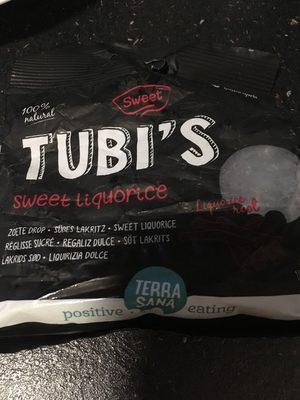 100%
natural
Sweet
TUBI'S
sweet liquorice
Liquorice
root
ZOETE DROP • SÜßES LAKRITZ • SWEET LIQUORICE
RÉGLISSE SUCRÉ • REGALIZ DULCE • SÖT LAKRITS
LAKRIDS SØD • LIQUIRIZIA DOLCE
TERRA
SANA
positive • eating